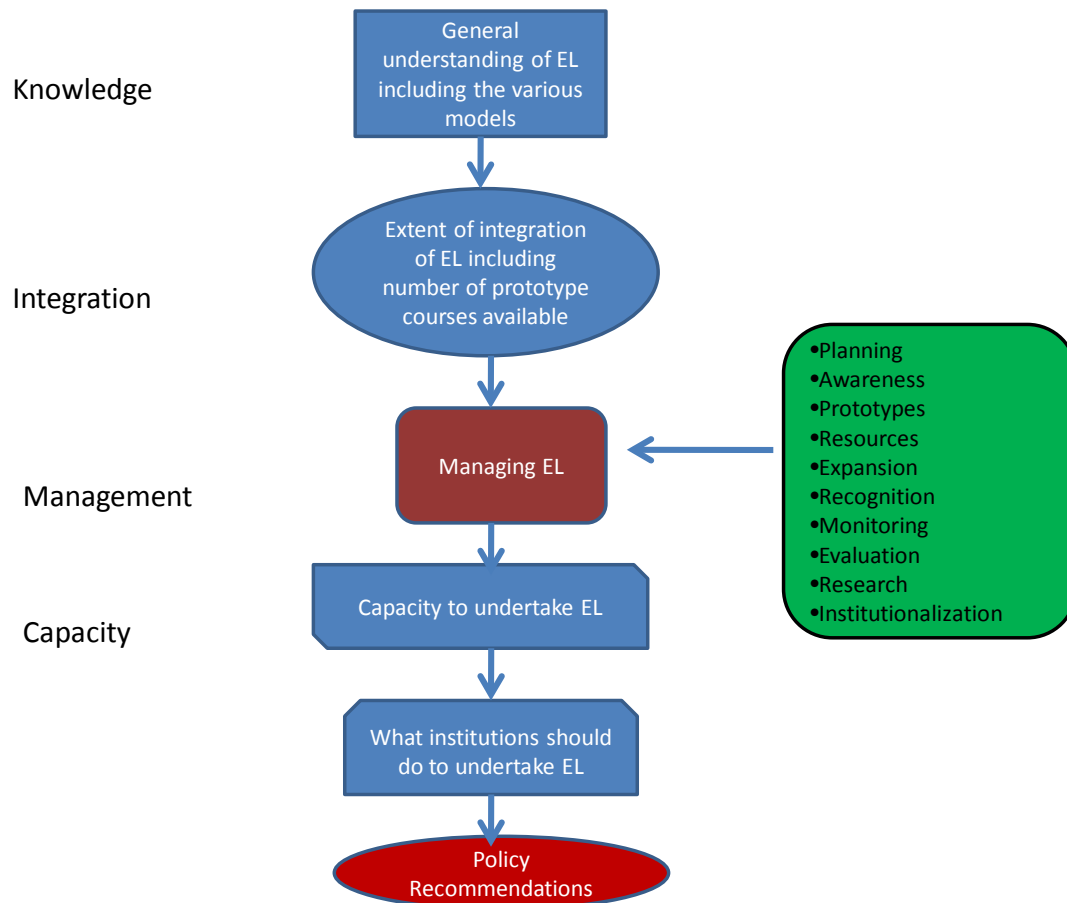 Knowledge
General
understanding of EL
including the various
models
Integration
Extent of integration
of EL including
number of prototype
courses available
Management
Managing EL
•Planning
•Awareness
•Prototypes
•Resources
•Expansion
•Recognition
•Monitoring
•Evaluation
•Research
•Institutionalization
Capacity
Capacity to undertake EL
What institutions should
do to undertake EL
Policy
Recommendations